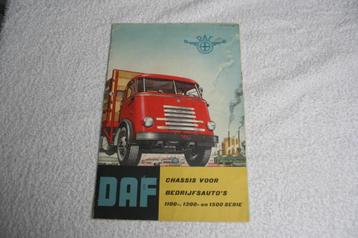 DAF
CHASSIS VOOR
BEDRIJFSAUTO'S
1100-, 1300- en 1500 SERIE